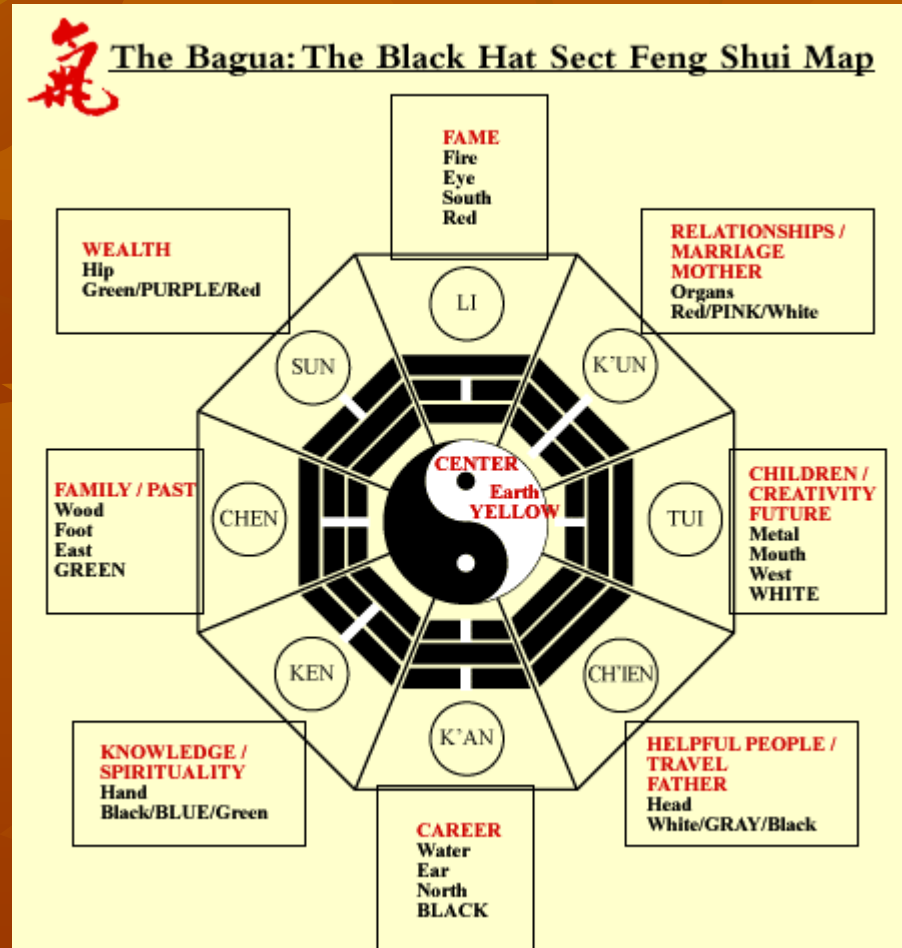 氣
The Bagua: The Black Hat Sect Feng Shui Map
FAME
Fire
Eye
South
Red
WEALTH
Hip
Green/PURPLE/Red
RELATIONSHIPS /
MARRIAGE
MOTHER
Organs
Red/PINK/White
LI
SUN
K'UN
FAMILY / PAST
Wood
Foot
East
GREEN
CHEN
CENTER
Earth
YELLOW
TUI
CHILDREN /
CREATIVITY
FUTURE
Metal
Mouth
West
WHITE
KEN
K'AN
CH'IEN
KNOWLEDGE /
SPIRITUALITY
Hand
Black/BLUE/Green
CAREER
Water
Ear
North
BLACK
HELPFUL PEOPLE /
TRAVEL
FATHER
Head
White/GRAY/Black